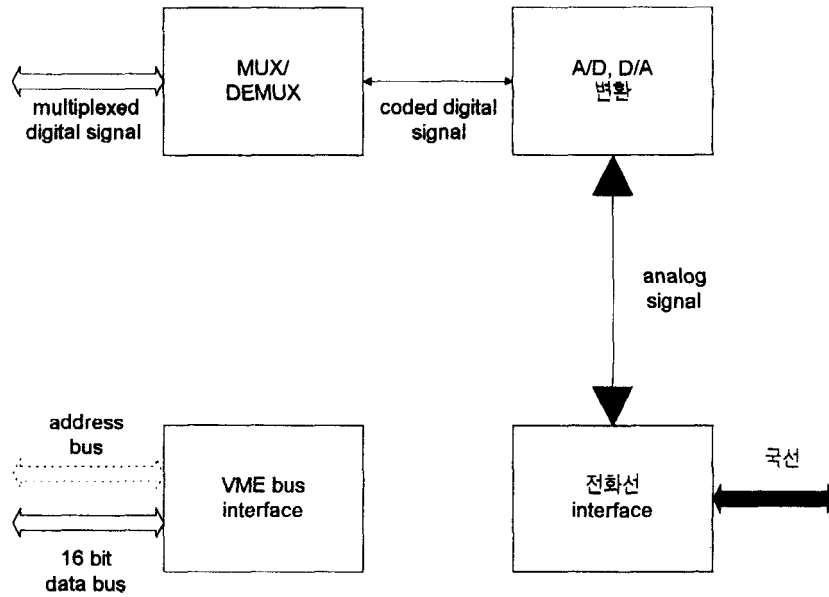 MUX/
DEMUX
A/D, D/A
변환
multiplexed
digital signal
coded digital
signal
analog
signal
address
bus
VME bus
interface
16 bit
data bus
전화선
interface
국선